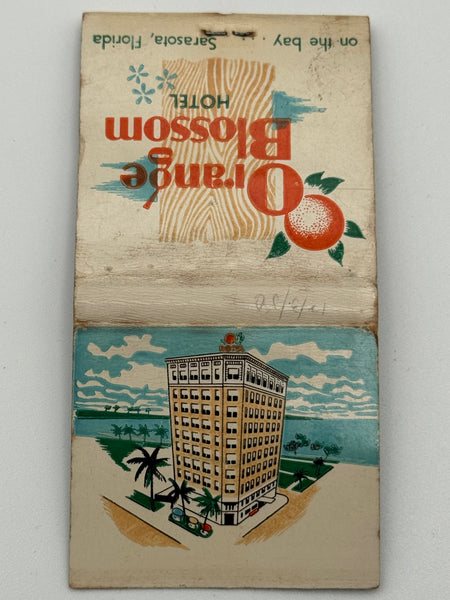 Orange
Blossom
HOTEL
on the bay . . . Sarasota, Florida